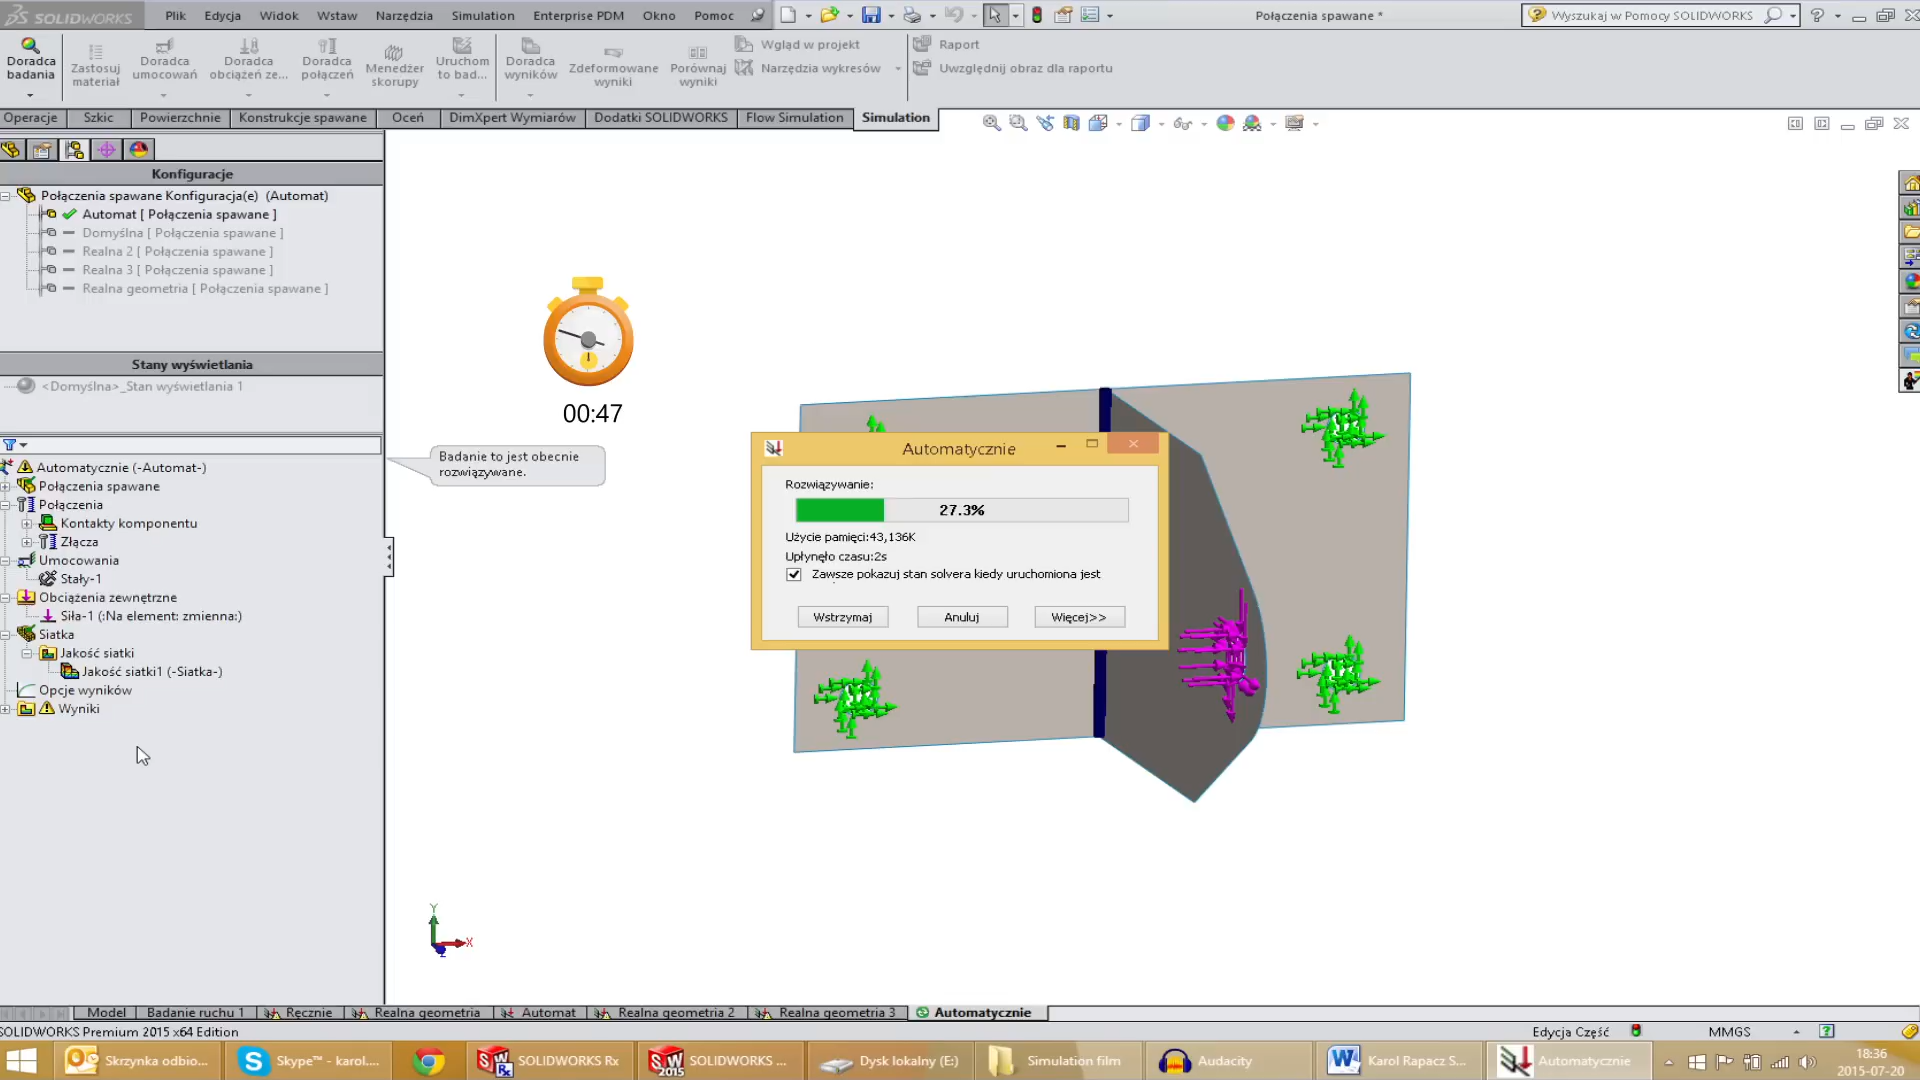 SOLIDWORKS
Plik Edycja Widok Wstaw Narzędzia Simulation Enterprise PDM Okno Pomoc
Połączenia spawane *
Wyszukaj w Pomocy SOLIDWORKS
Doradca badania
Zastosuj materiał
Doradca umocowań
Doradca obciążeń ze...
Doradca połączeń
Menedżer skorupy
Uruchom to bad...
Doradca wyników
Zdeformowane wyniki
Porównaj wyniki
Wgląd w projekt
Narzędzia wykresów
Raport
Uwzględnij obraz dla raportu
Operacje Szkic Powierzchnie Konstrukcje spawane Oceń DimXpert Wymiarów Dodatki SOLIDWORKS Flow Simulation Simulation
Konfiguracje
Połączenia spawane Konfiguracja(e) (Automat)
Automat [ Połączenia spawane ]
Domyślna [ Połączenia spawane ]
Realna 2 [ Połączenia spawane ]
Realna 3 [ Połączenia spawane ]
Realna geometria [ Połączenia spawane ]
Stany wyświetlania
<Domyślna>_Stan wyświetlania 1
Automatycznie (-Automat-)
Połączenia spawane
Połączenia
Kontakty komponentu
Złącza
Umocowania
Stały-1
Obciążenia zewnętrzne
Siła-1 (:Na element: zmienna:)
Siatka
Jakość siatki
Jakość siatki1 (-Siatka-)
Opcje wyników
Wyniki
00:47
Badanie to jest obecnie
rozwiązywane.
Automatycznie
Rozwiązywanie:
27.3%
Użycie pamięci:43,136K
Upłynęło czasu:2s
Zawsze pokazuj stan solvera kiedy uruchomiona jest
Wstrzymaj Anuluj Więcej>>
Y
X
Z
Model Badanie ruchu 1 Ręcznie Realna geometria Automat Realna geometria 2 Realna geometria 3 Automatycznie
SOLIDWORKS Premium 2015 x64 Edition
Edycja Część
MMGS
Skrzynka odbio... Skype™ - karol.... SOLIDWORKS Rx SOLIDWORKS ... Dysk lokalny (E:) Simulation film Audacity Karol Rapacz S... Automatycznie
18:36
2015-07-20